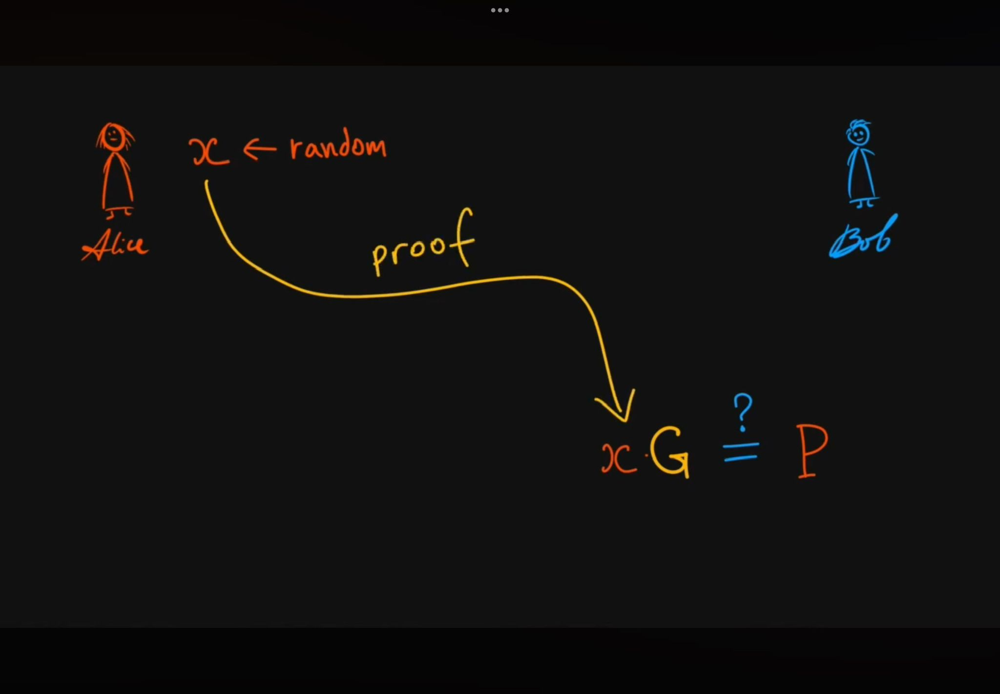 x ← random
Alice
Bob
proof
?
x · G = P